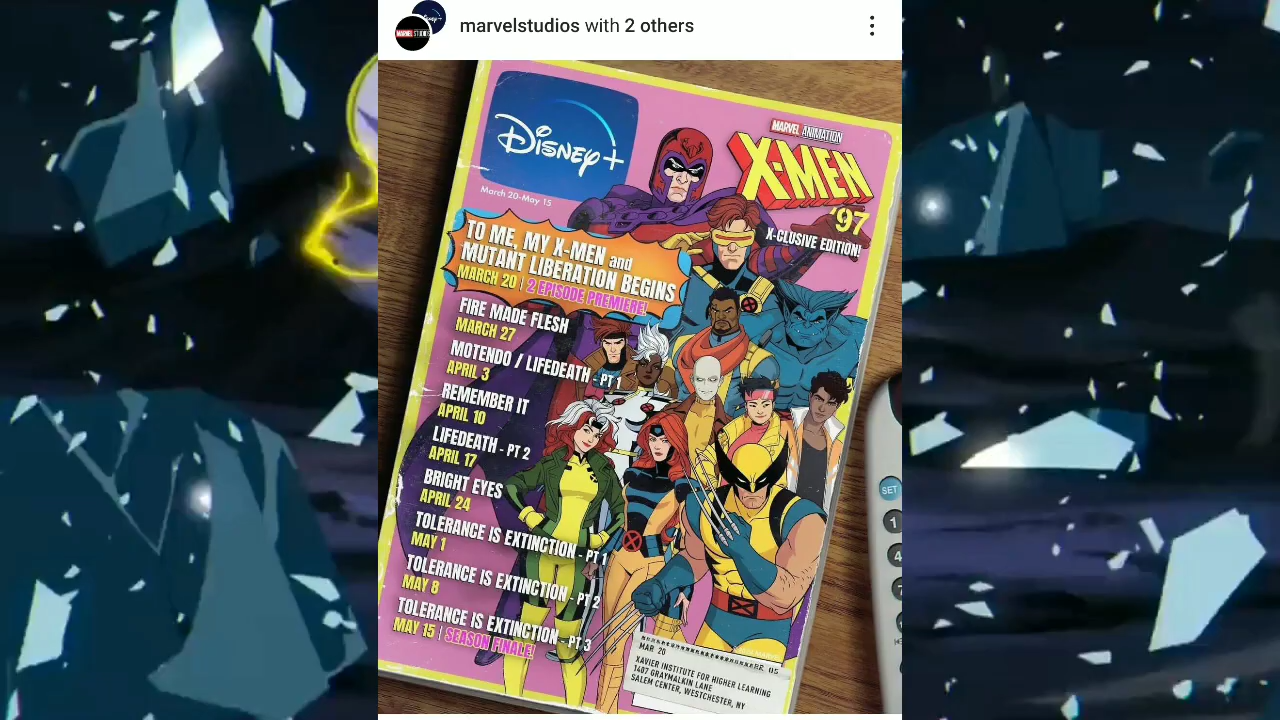 marvelstudios with 2 others
MARVEL STUDIOS
Disney+
March 20-May 15
MARVEL ANIMATION
X-MEN
'97
X-CLUSIVE EDITION!
TO ME, MY X-MEN and
MUTANT LIBERATION BEGINS
MARCH 20 | 2 EPISODE PREMIERE!
FIRE MADE FLESH
MARCH 27
MOTENDO / LIFEDEATH - PT 1
APRIL 3
REMEMBER IT
APRIL 10
LIFEDEATH - PT 2
APRIL 17
BRIGHT EYES
APRIL 24
TOLERANCE IS EXTINCTION - PT 1
MAY 1
TOLERANCE IS EXTINCTION - PT 2
MAY 8
TOLERANCE IS EXTINCTION - PT 3
MAY 15 | SEASON FINALE!
MAR 20
XAVIER INSTITUTE FOR HIGHER LEARNING
1407 GRAYMALKIN LANE
SALEM CENTER, WESTCHESTER, NY
SET
1
4
7